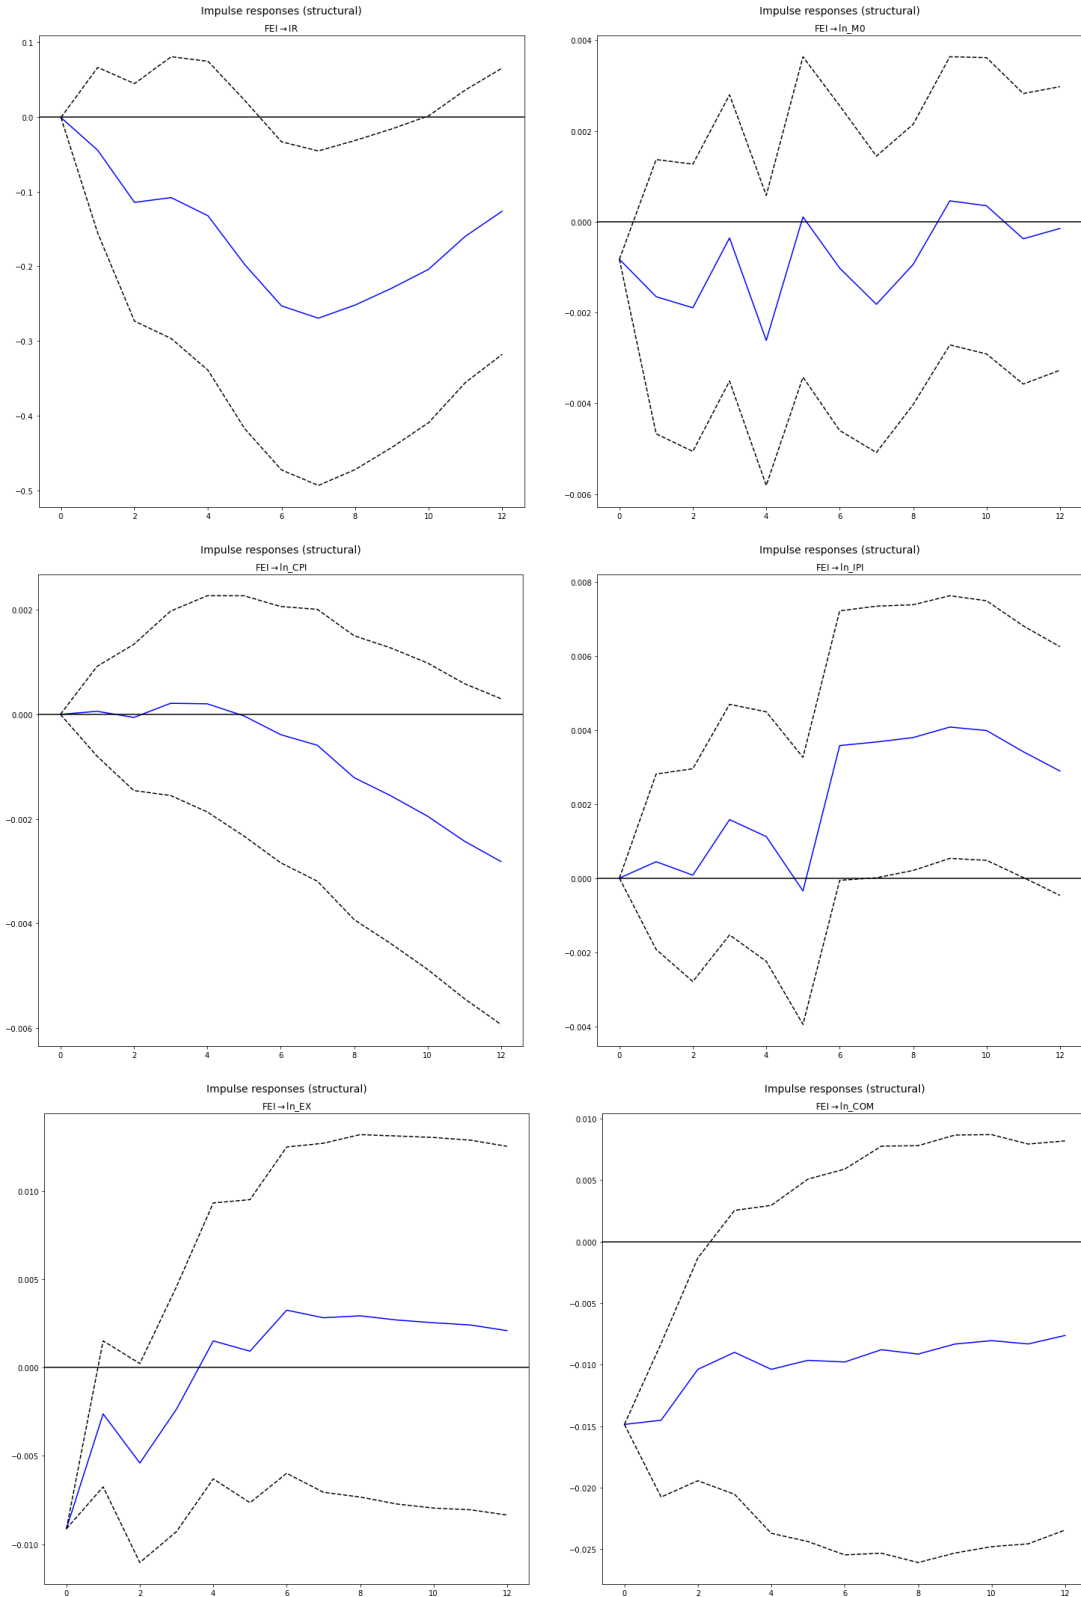 Impulse responses (structural)
FEI→IR
0.1
0.0
−0.1
−0.2
−0.3
−0.4
−0.5
0 2 4 6 8 10 12
Impulse responses (structural)
FEI→ln_M0
0.004
0.002
0.000
−0.002
−0.004
−0.006
0 2 4 6 8 10 12
Impulse responses (structural)
FEI→ln_CPI
0.002
0.000
−0.002
−0.004
−0.006
0 2 4 6 8 10 12
Impulse responses (structural)
FEI→ln_IPI
0.008
0.006
0.004
0.002
0.000
−0.002
−0.004
0 2 4 6 8 10 12
Impulse responses (structural)
FEI→ln_EX
0.010
0.005
0.000
−0.005
−0.010
0 2 4 6 8 10 12
Impulse responses (structural)
FEI→ln_COM
0.010
0.005
0.000
−0.005
−0.010
−0.015
−0.020
−0.025
0 2 4 6 8 10 12